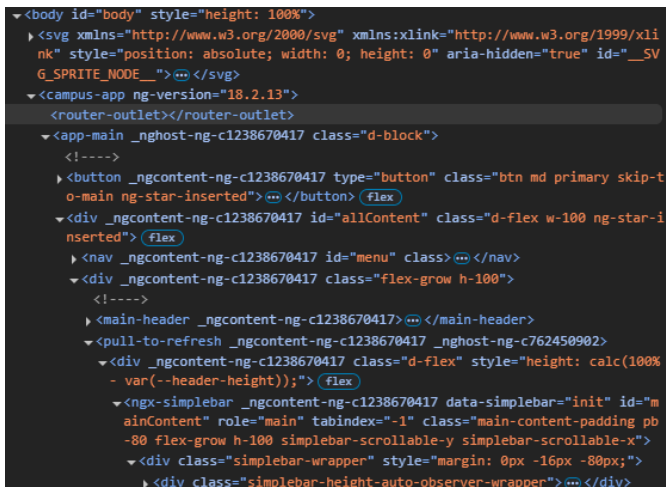 <body id="body" style="height: 100%">
<svg xmlns="http://www.w3.org/2000/svg" xmlns:xlink="http://www.w3.org/1999/xli
nk" style="position: absolute; width: 0; height: 0" aria-hidden="true" id="__SV
G_SPRITE_NODE__">…</svg>
<campus-app ng-version="18.2.13">
<router-outlet></router-outlet>
<app-main _nghost-ng-c1238670417 class="d-block">
<!---->
<button _ngcontent-ng-c1238670417 type="button" class="btn md primary skip-t
o-main ng-star-inserted">…</button> flex
<div _ngcontent-ng-c1238670417 id="allContent" class="d-flex w-100 ng-star-i
nserted"> flex
<nav _ngcontent-ng-c1238670417 id="menu" class>…</nav>
<div _ngcontent-ng-c1238670417 class="flex-grow h-100">
<!---->
<main-header _ngcontent-ng-c1238670417>…</main-header>
<pull-to-refresh _ngcontent-ng-c1238670417 _nghost-ng-c762450902>
<div _ngcontent-ng-c1238670417 class="d-flex" style="height: calc(100%
- var(--header-height));"> flex
<ngx-simplebar _ngcontent-ng-c1238670417 data-simplebar="init" id="m
ainContent" role="main" tabindex="-1" class="main-content-padding pb
-80 flex-grow h-100 simplebar-scrollable-y simplebar-scrollable-x">
<div class="simplebar-wrapper" style="margin: 0px -16px -80px;">
<div class="simplebar-height-auto-observer-wrapper">…</div>